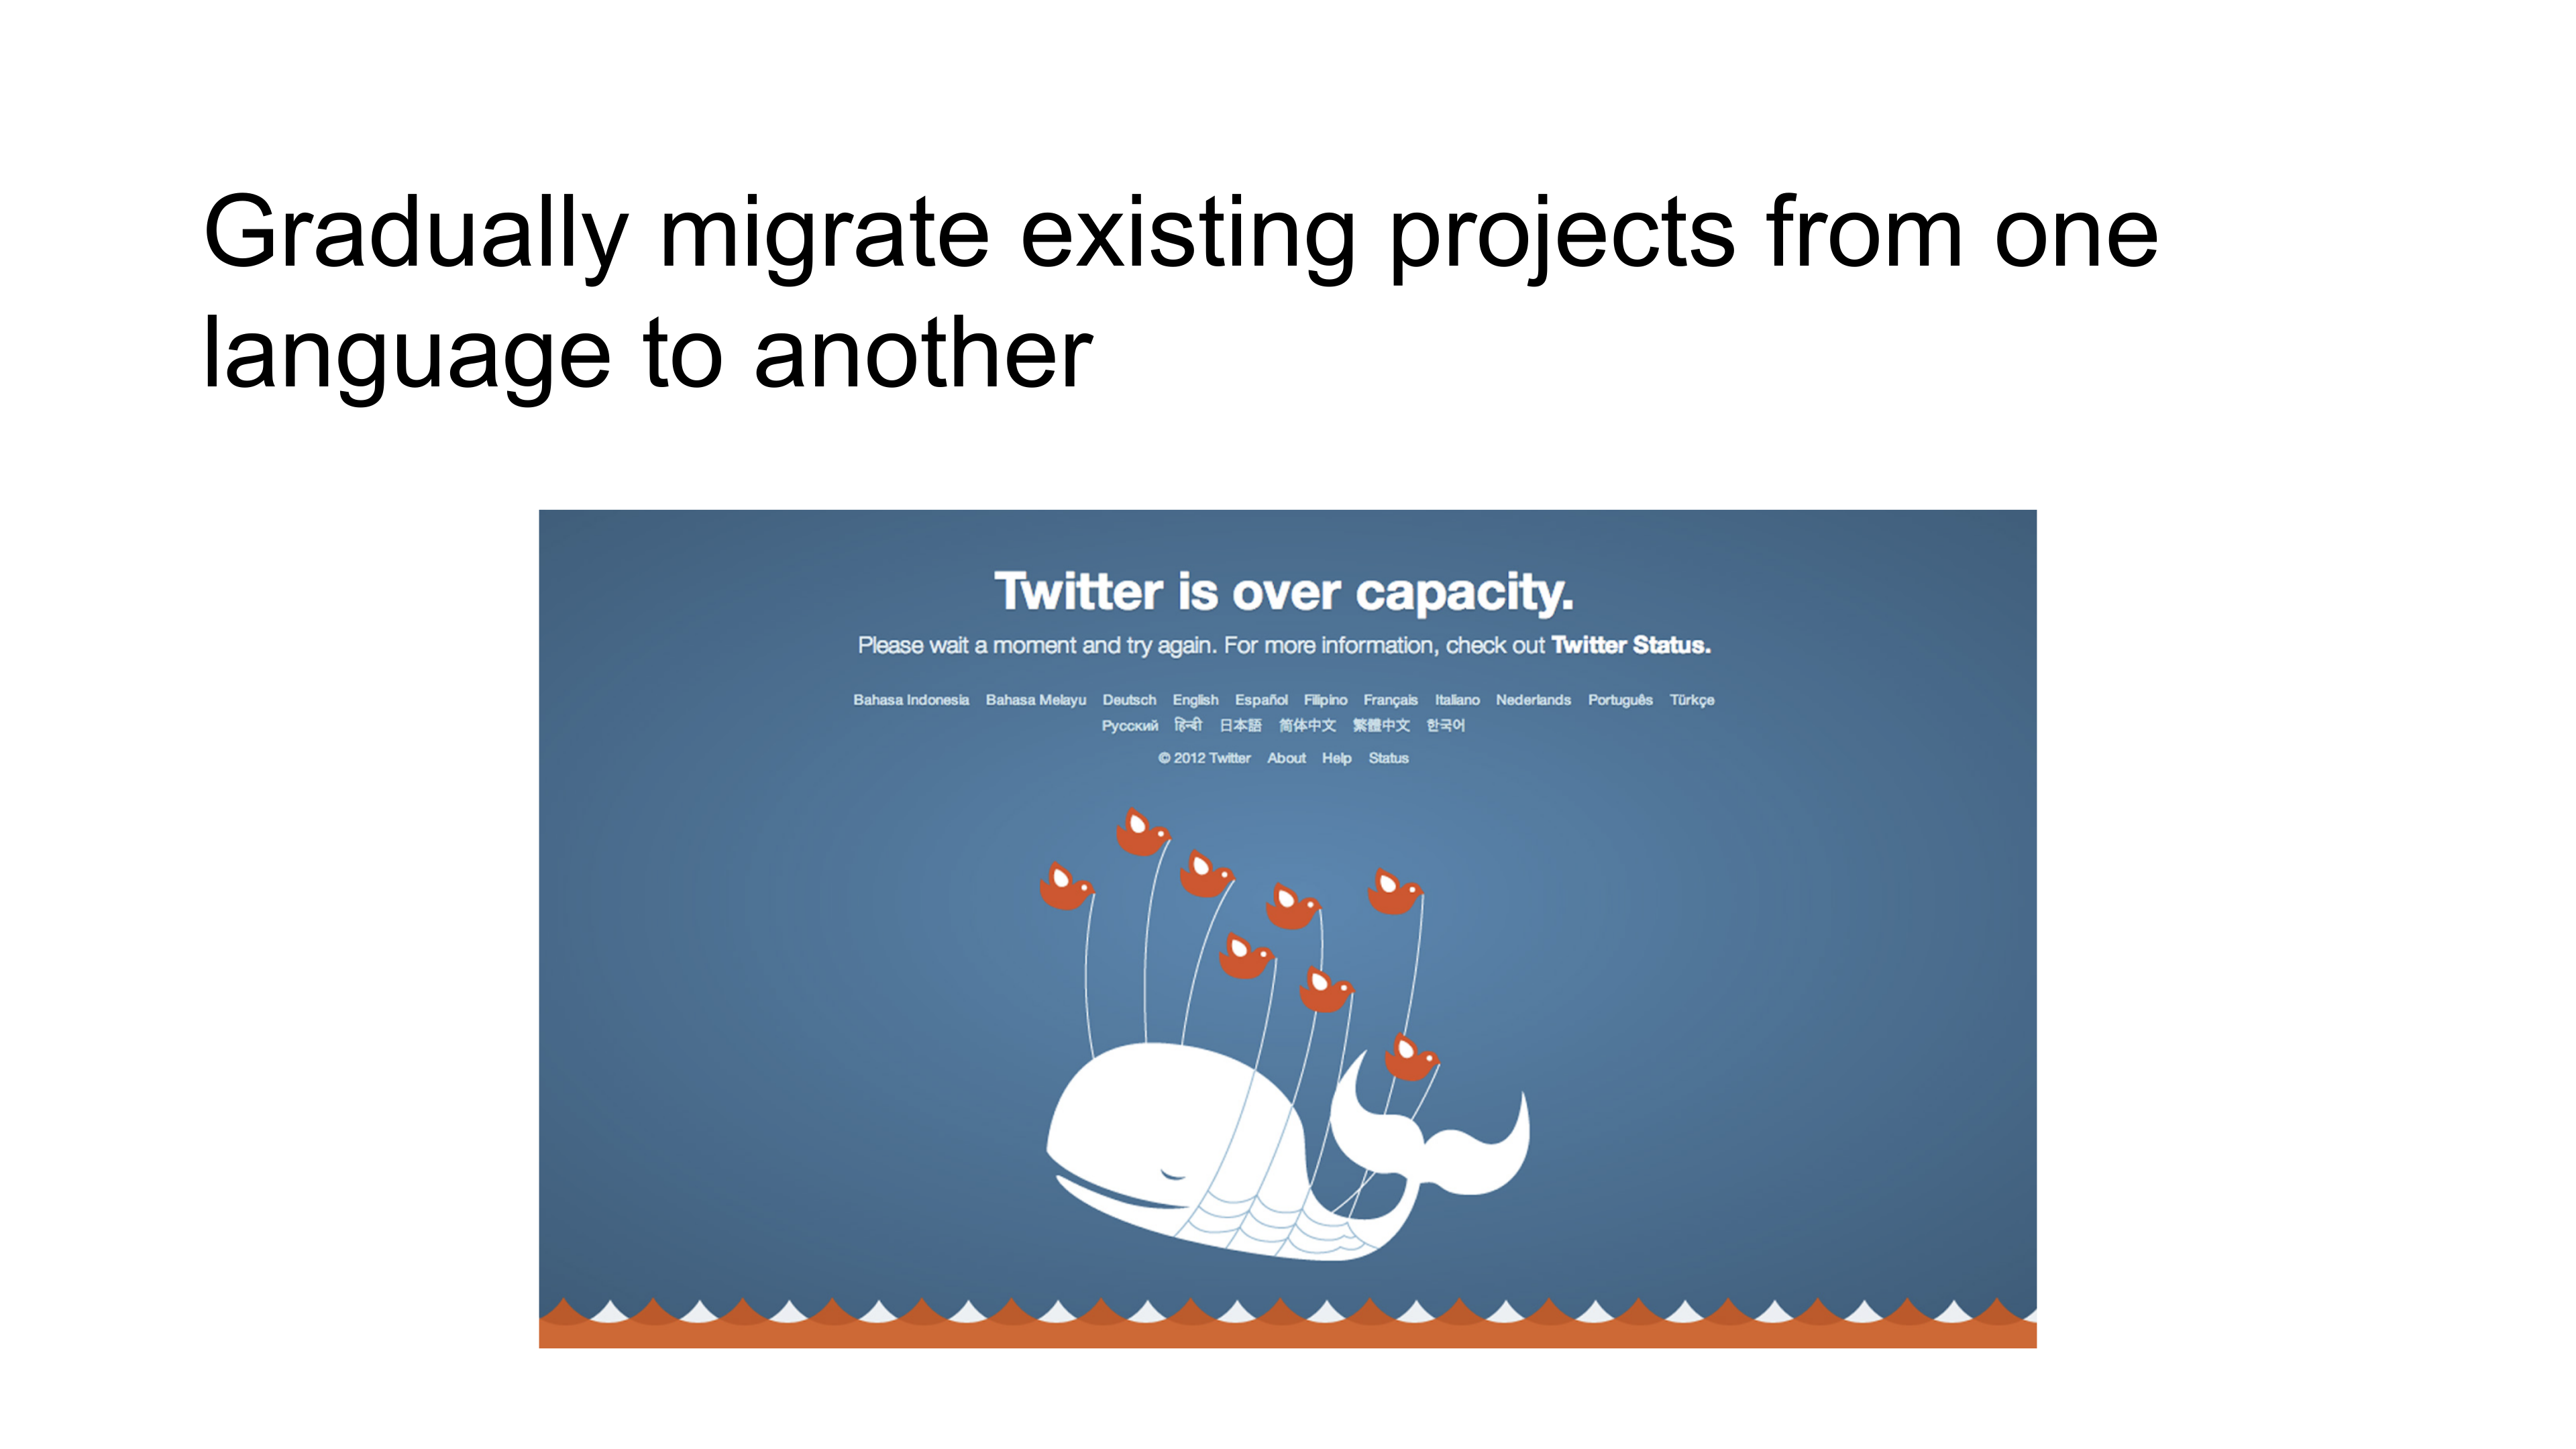 Gradually migrate existing projects from one
language to another
Twitter is over capacity.
Please wait a moment and try again. For more information, check out Twitter Status.
Bahasa Indonesia Bahasa Melayu Deutsch English Español Filipino Français Italiano Nederlands Português Türkçe
Русский हिन्दी 日本語 简体中文 繁體中文 한국어
© 2012 Twitter About Help Status